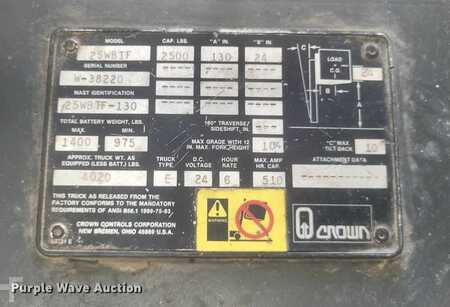 MODEL CAP. LBS. "A" IN. "B" IN.
25WBTF 2500 130 24
SERIAL NUMBER
W-38220
MAST IDENTIFICATION
25WBTF-130
TOTAL BATTERY WEIGHT, LBS.
MAX. MIN.
1400 975
"D" TRAVERSE/
SIDESHIFT, IN.
MAX GRADE WITH 12
IN. MAX. FORK, HEIGHT 10%
C
LOAD
C.G.
B
A
24
"C" MAX
TILT BACK 10
APPROX. TRUCK WT. AS
EQUIPPED (LESS BATT.) LBS.
4020
TRUCK
TYPE
E
D.C.
VOLTAGE
24
HOUR
RATE
6
MAX. AMP
HR. CAP.
510
ATTACHMENT DATA
THIS TRUCK AS RELEASED FROM THE
FACTORY CONFORMS TO THE MANDATORY
REQUIREMENTS OF ANSI B56.1
CROWN CONTROLS CORPORATION
NEW BREMEN, OHIO 45869 U.S.A.
WARNING
CROWN
Purple Wave Auction